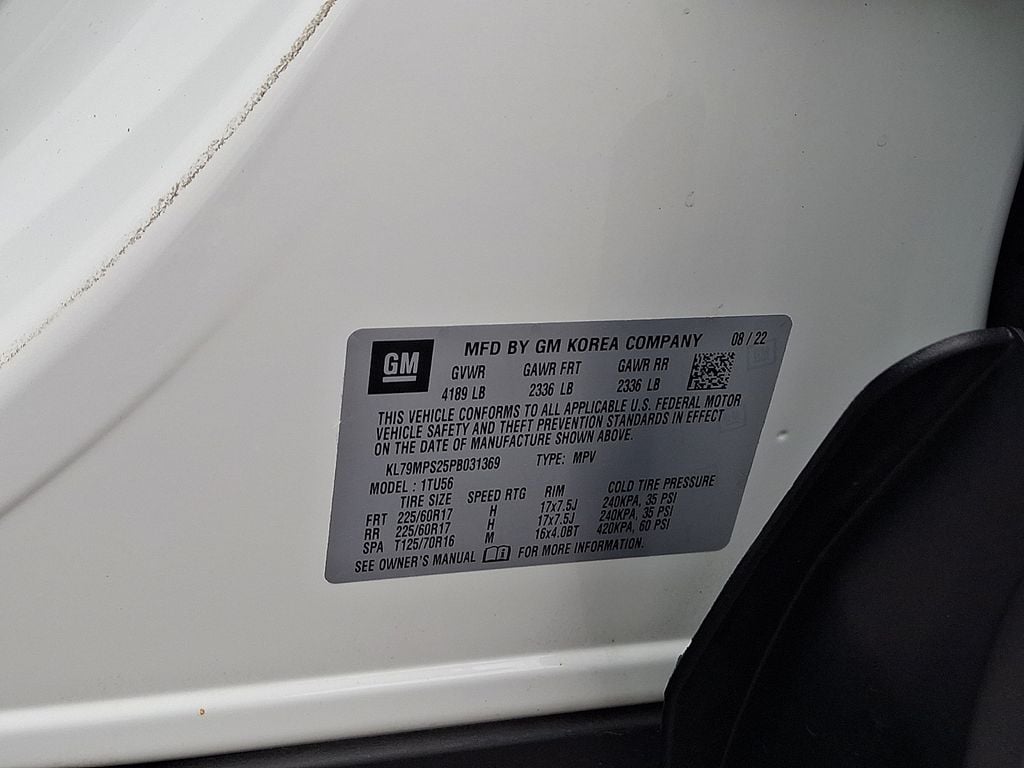 GM
MFD BY GM KOREA COMPANY 08 / 22
GVWR GAWR FRT GAWR RR
4189 LB 2336 LB 2336 LB
THIS VEHICLE CONFORMS TO ALL APPLICABLE U.S. FEDERAL MOTOR
VEHICLE SAFETY AND THEFT PREVENTION STANDARDS IN EFFECT
ON THE DATE OF MANUFACTURE SHOWN ABOVE.
KL79MPS25PB031369 TYPE: MPV
MODEL : 1TU56
TIRE SIZE SPEED RTG RIM COLD TIRE PRESSURE
FRT 225/60R17 H 17x7.5J 240KPA, 35 PSI
RR 225/60R17 H 17x7.5J 240KPA, 35 PSI
SPA T125/70R16 M 16x4.0BT 420KPA, 60 PSI
SEE OWNER'S MANUAL FOR MORE INFORMATION.